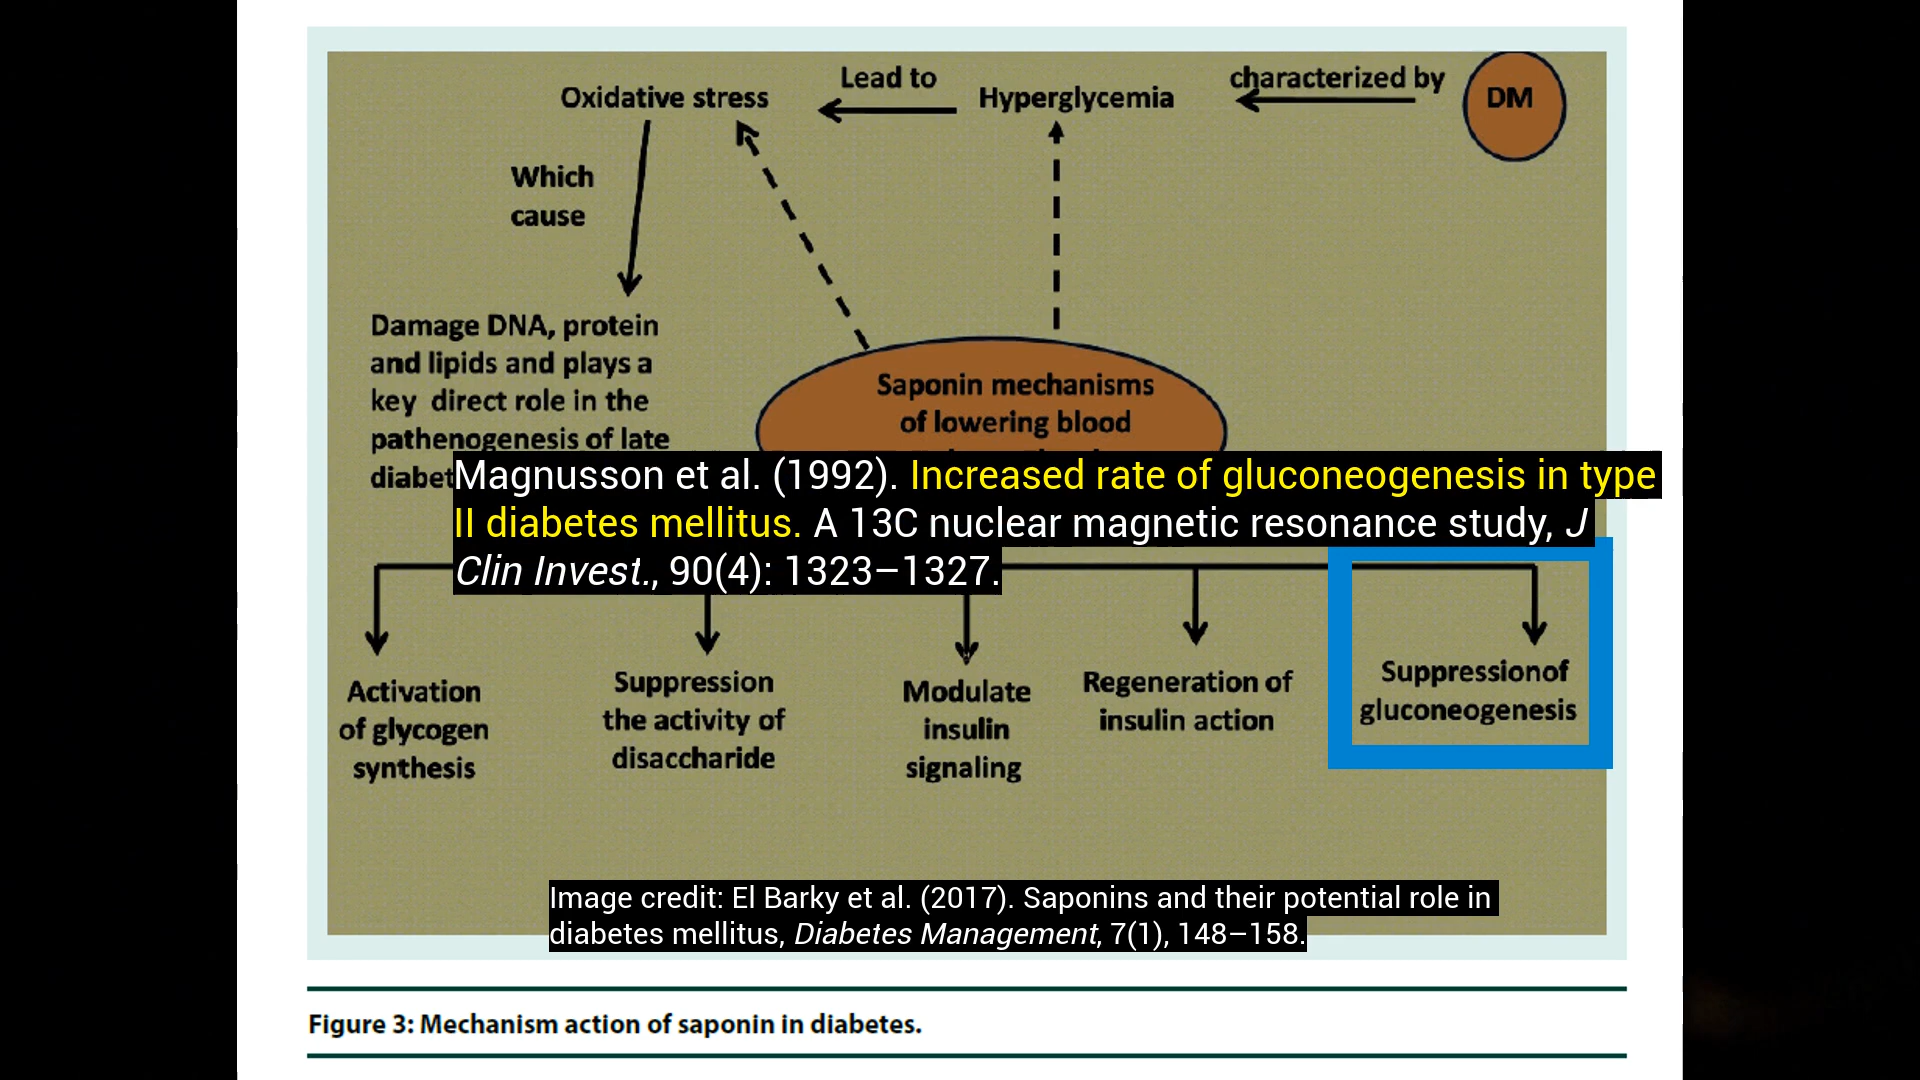 Oxidative stress
Lead to
Hyperglycemia
characterized by
DM
Which
cause
Damage DNA, protein
and lipids and plays a
key direct role in the
pathenogenesis of late
Saponin mechanisms
of lowering blood
Magnusson et al. (1992). Increased rate of gluconeogenesis in type
II diabetes mellitus. A 13C nuclear magnetic resonance study, J
Clin Invest., 90(4): 1323–1327.
Activation
of glycogen
synthesis
Suppression
the activity of
disaccharide
Modulate
insulin
signaling
Regeneration of
insulin action
Suppressionof
gluconeogenesis
Image credit: El Barky et al. (2017). Saponins and their potential role in
diabetes mellitus, Diabetes Management, 7(1), 148–158.
Figure 3: Mechanism action of saponin in diabetes.